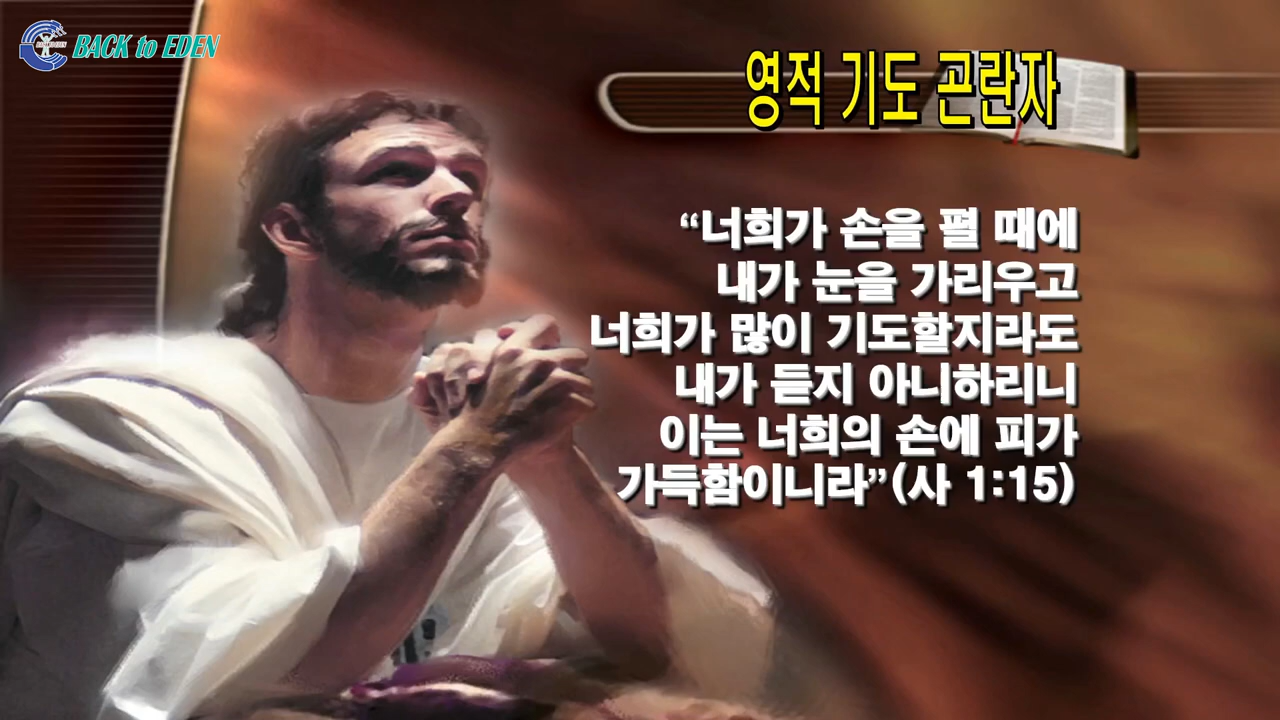 BACK to EDEN
영적 기도 곤란자
“너희가 손을 펼 때에
내가 눈을 가리우고
너희가 많이 기도할지라도
내가 듣지 아니하리니
이는 너희의 손에 피가
가득함이니라”(사 1:15)